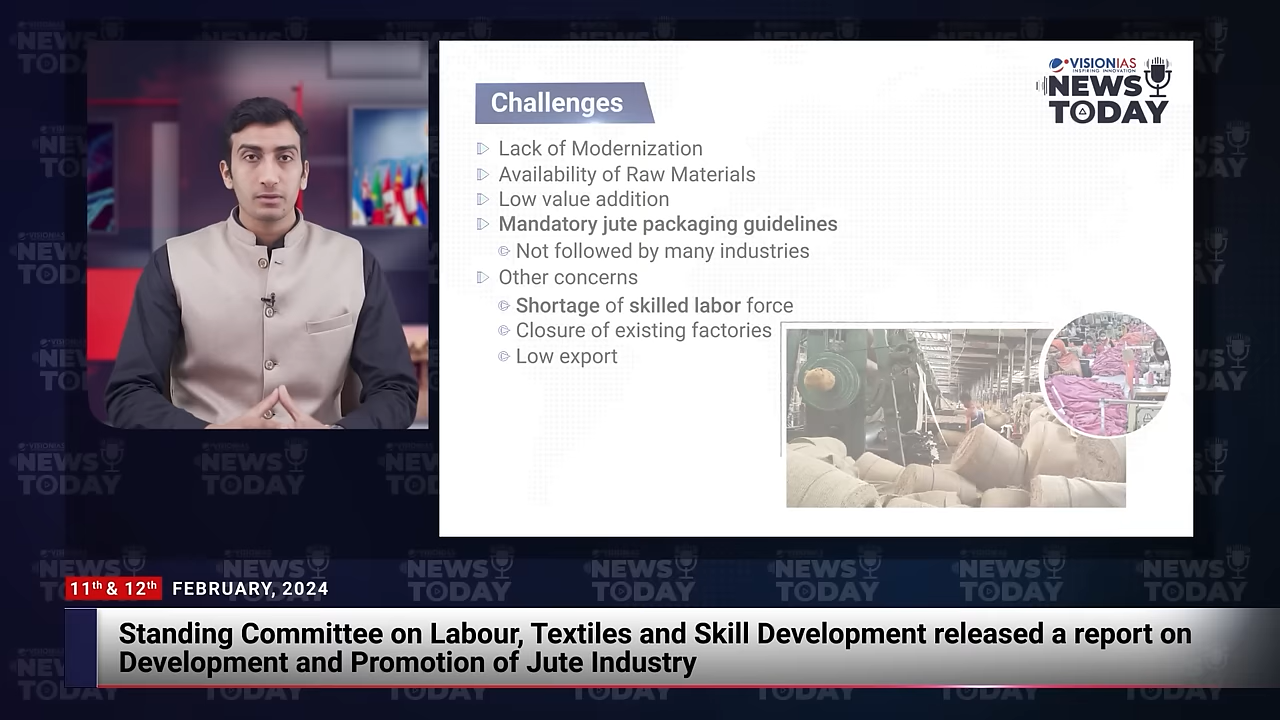 VISIONIAS
INSPIRING INNOVATION
NEWS
TODAY
Challenges
Lack of Modernization
Availability of Raw Materials
Low value addition
Mandatory jute packaging guidelines
Not followed by many industries
Other concerns
Shortage of skilled labor force
Closure of existing factories
Low export
11th & 12th FEBRUARY, 2024
Standing Committee on Labour, Textiles and Skill Development released a report on
Development and Promotion of Jute Industry